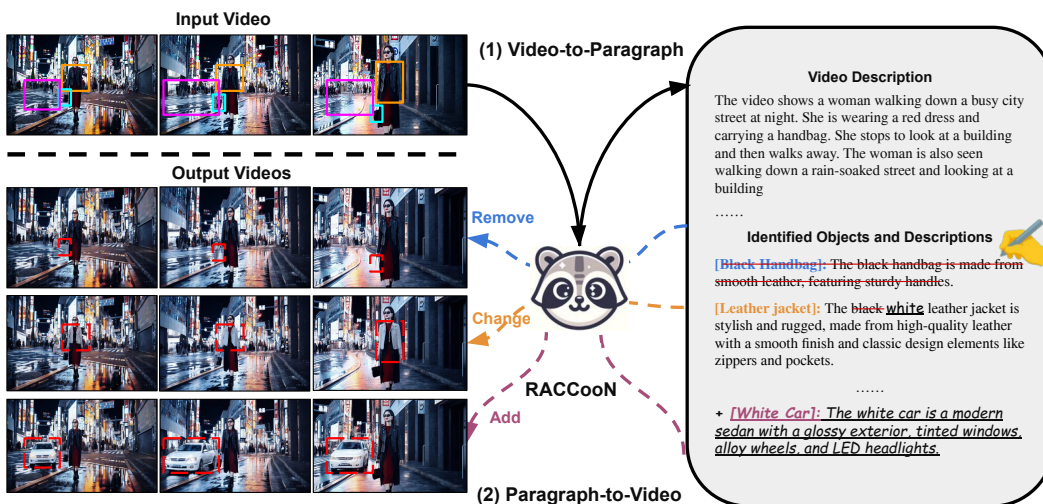 Input Video
(1) Video-to-Paragraph
Output Videos
Remove
Change
Add
RACCooN
(2) Paragraph-to-Video
Video Description
The video shows a woman walking down a busy city
street at night. She is wearing a red dress and
carrying a handbag. She stops to look at a building
and then walks away. The woman is also seen
walking down a rain-soaked street and looking at a
building
......
Identified Objects and Descriptions
[Black Handbag]: The black handbag is made from
smooth leather, featuring sturdy handles.
[Leather jacket]: The black white leather jacket is
stylish and rugged, made from high-quality leather
with a smooth finish and classic design elements like
zippers and pockets.
......
+ [White Car]: The white car is a modern
sedan with a glossy exterior, tinted windows,
alloy wheels, and LED headlights.